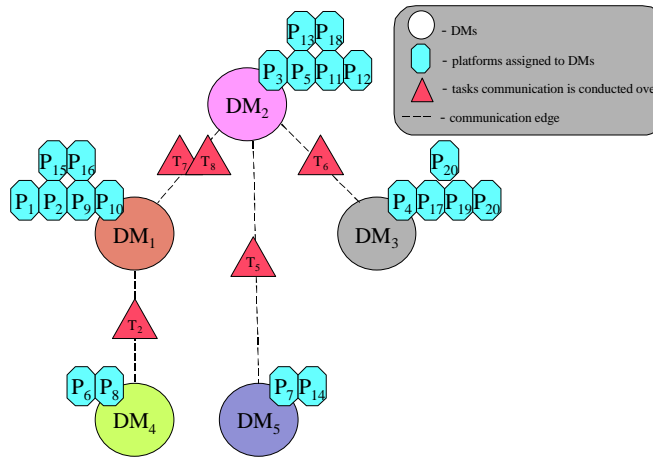 P13 P18
P3 P5 P11 P12
DM2
- DMs
- platforms assigned to DMs
- tasks communication is conducted over
- communication edge
T7 T8
T6
P15 P16
P1 P2 P9 P10
DM1
P20
P4 P17 P19 P20
DM3
T5
T2
P6 P8
DM4
P7 P14
DM5